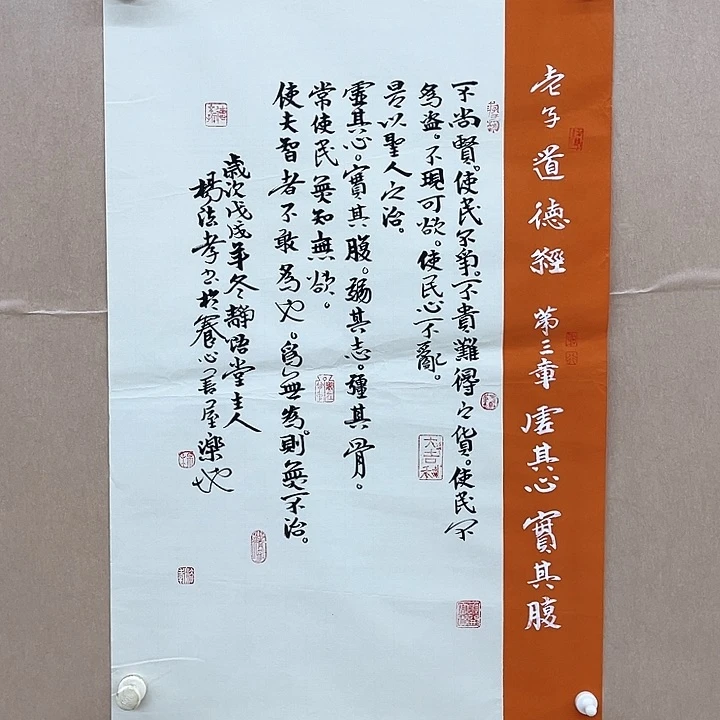 老子道德經 第三章 虛其心 實其腹
不尚賢。使民不爭。不貴難得之貨。使民不
為盜。不現可欲。使民心不亂。
是以聖人之治。
虛其心。實其腹。弱其志。彊其骨。
常使民無知無欲。
使夫智者不敢為也。為無為。則無不治。
歲次戊戌年冬靜悟堂主人
楊法孝書於養心善屋灤也